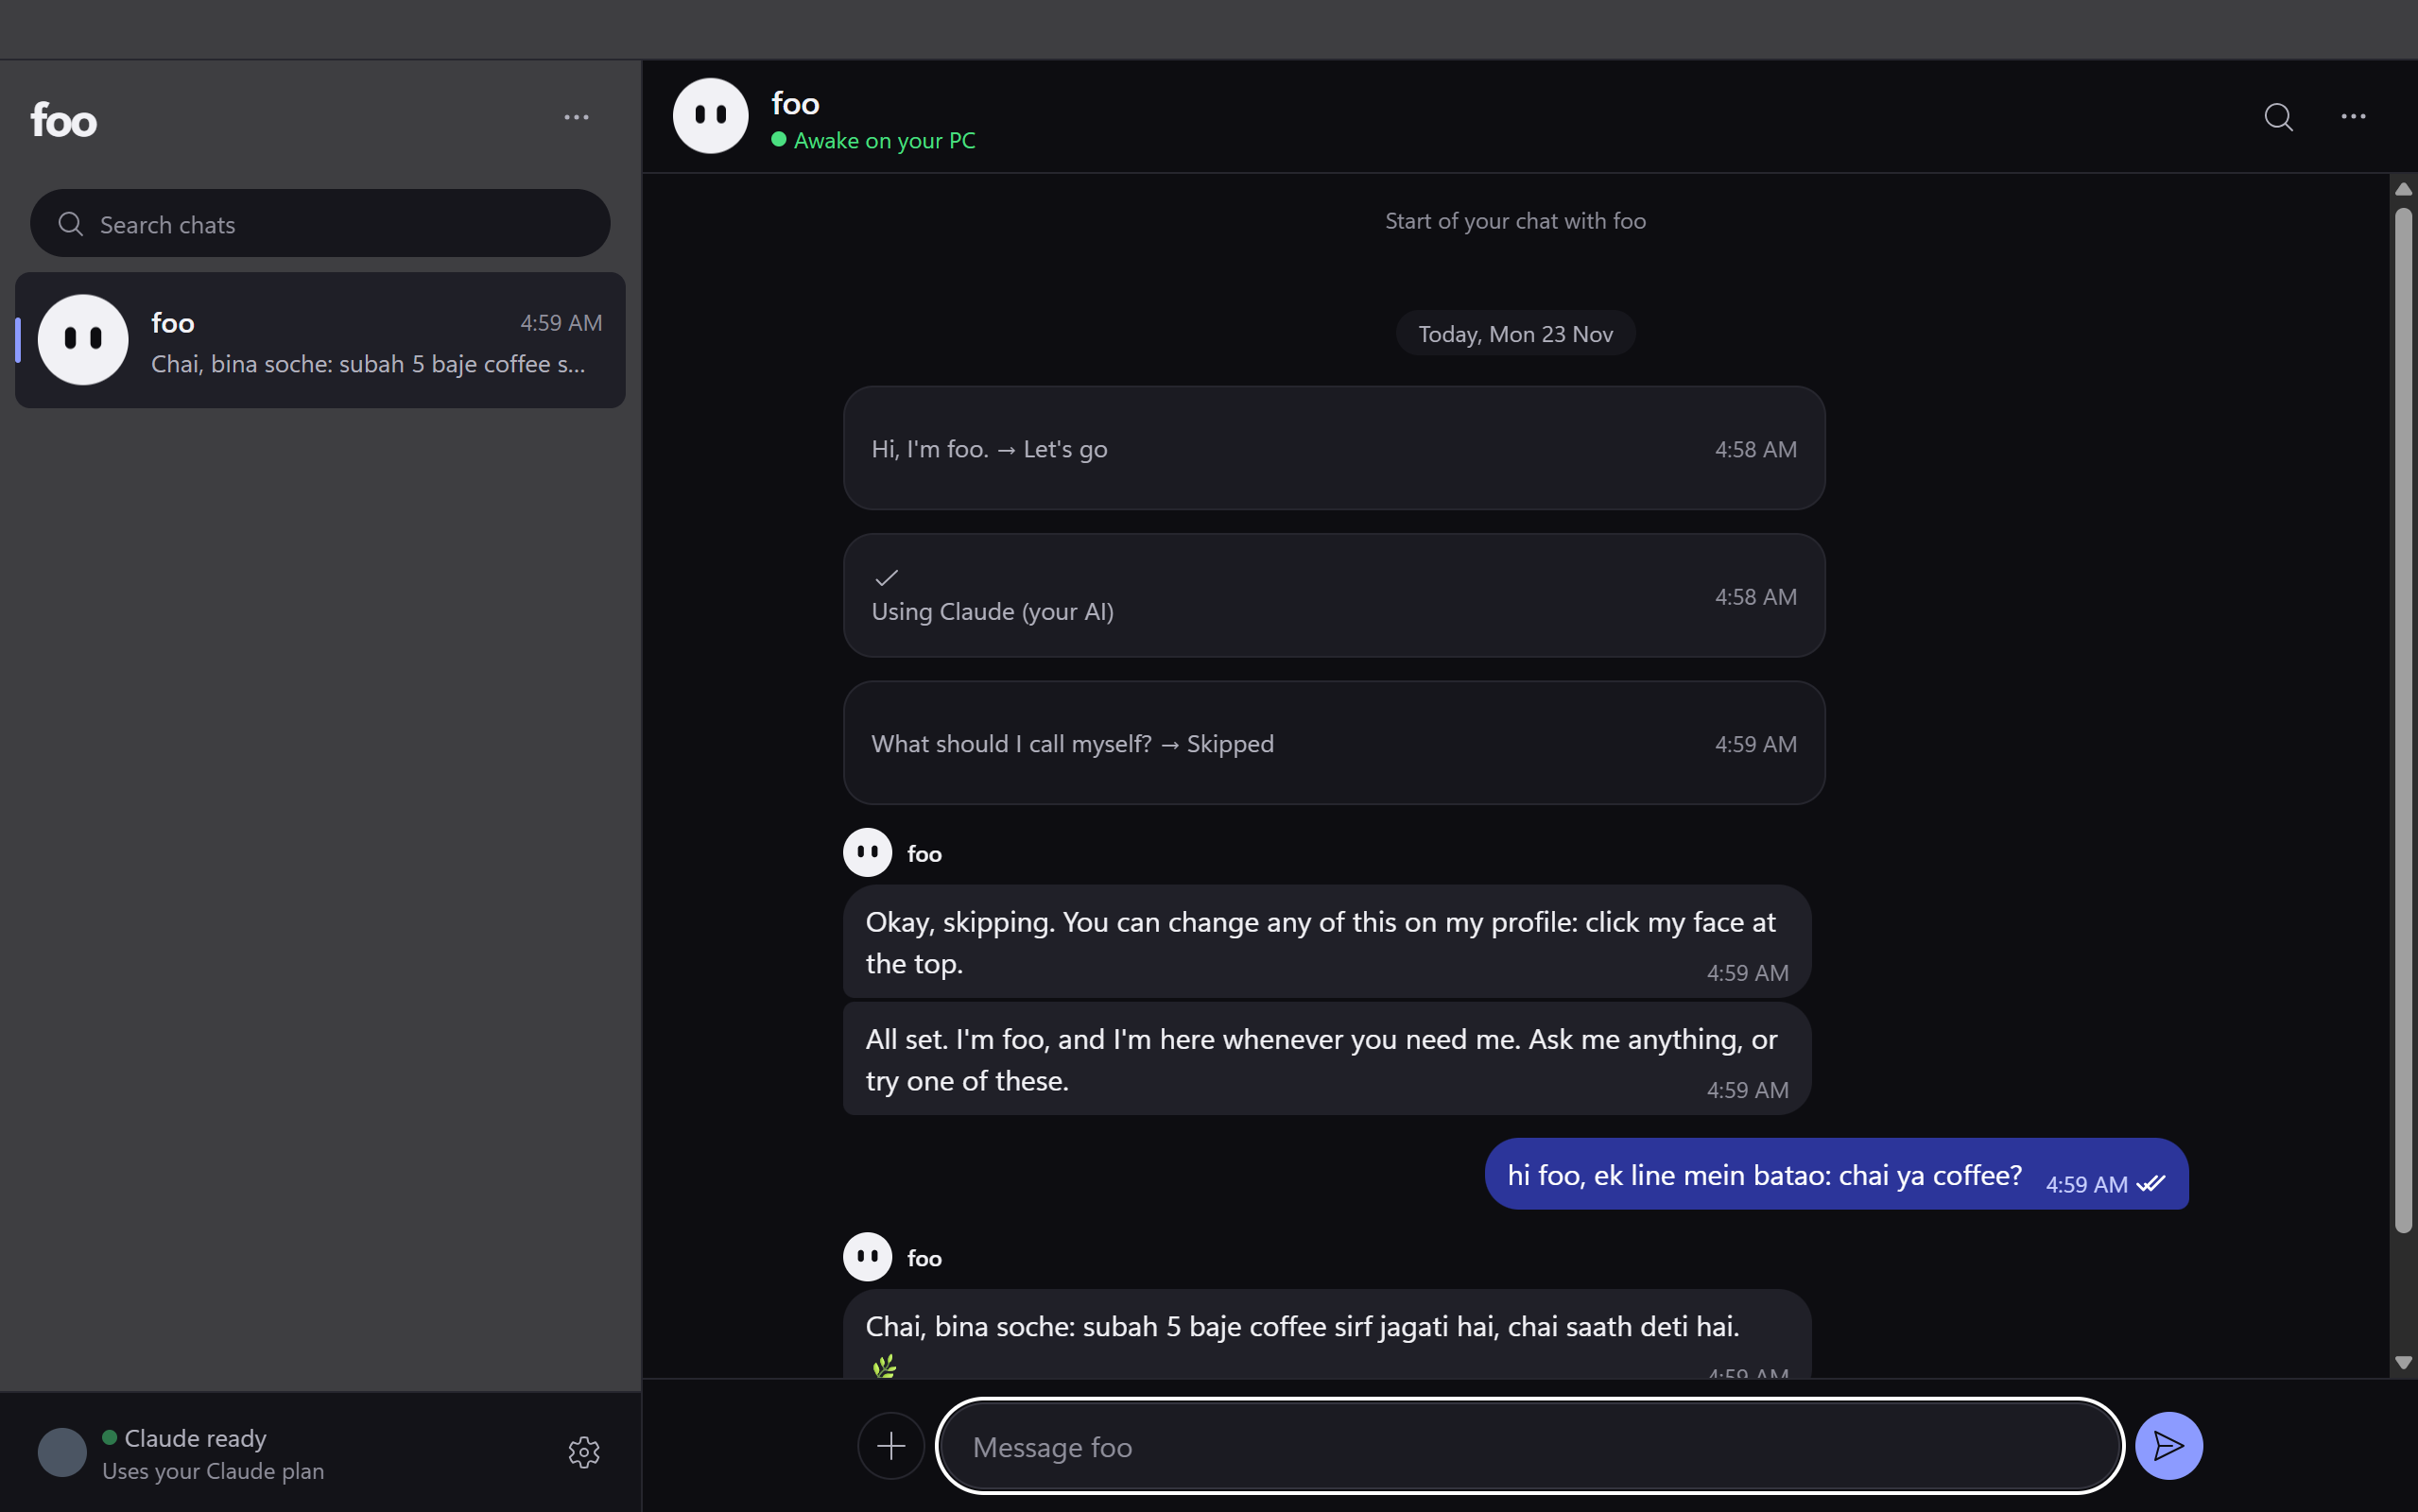 foo
Search chats
foo 4:59 AM
Chai, bina soche: subah 5 baje coffee s...
Claude ready
Uses your Claude plan
foo
Awake on your PC
Start of your chat with foo
Today, Mon 23 Nov
Hi, I'm foo. → Let's go 4:58 AM
Using Claude (your AI) 4:58 AM
What should I call myself? → Skipped 4:59 AM
foo
Okay, skipping. You can change any of this on my profile: click my face at
the top. 4:59 AM
All set. I'm foo, and I'm here whenever you need me. Ask me anything, or
try one of these. 4:59 AM
hi foo, ek line mein batao: chai ya coffee? 4:59 AM
foo
Chai, bina soche: subah 5 baje coffee sirf jagati hai, chai saath deti hai.
🌿 4:59 AM
Message foo